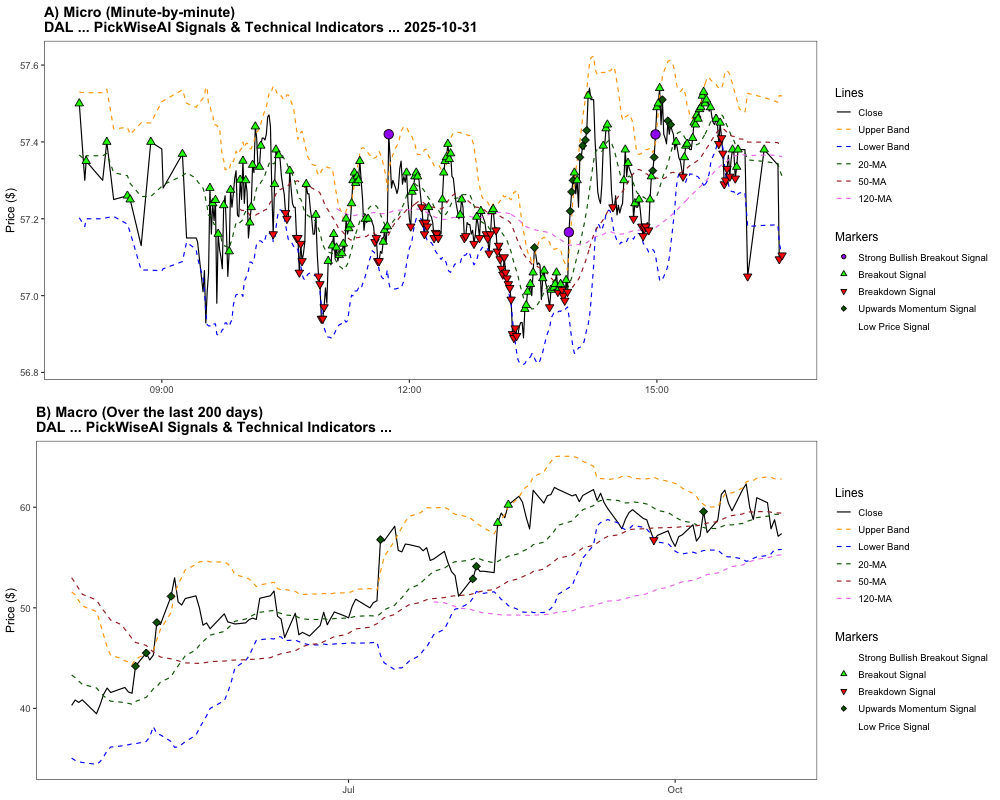 A) Micro (Minute-by-minute)
DAL ... PickWiseAI Signals & Technical Indicators ... 2025-10-31
Price ($)
57.6
57.4
57.2
57.0
56.8
09:00
12:00
15:00
Lines
Close
Upper Band
Lower Band
20-MA
50-MA
120-MA
Markers
Strong Bullish Breakout Signal
Breakout Signal
Breakdown Signal
Upwards Momentum Signal
Low Price Signal
B) Macro (Over the last 200 days)
DAL ... PickWiseAI Signals & Technical Indicators ...
Price ($)
60
50
40
Jul
Oct
Lines
Close
Upper Band
Lower Band
20-MA
50-MA
120-MA
Markers
Strong Bullish Breakout Signal
Breakout Signal
Breakdown Signal
Upwards Momentum Signal
Low Price Signal